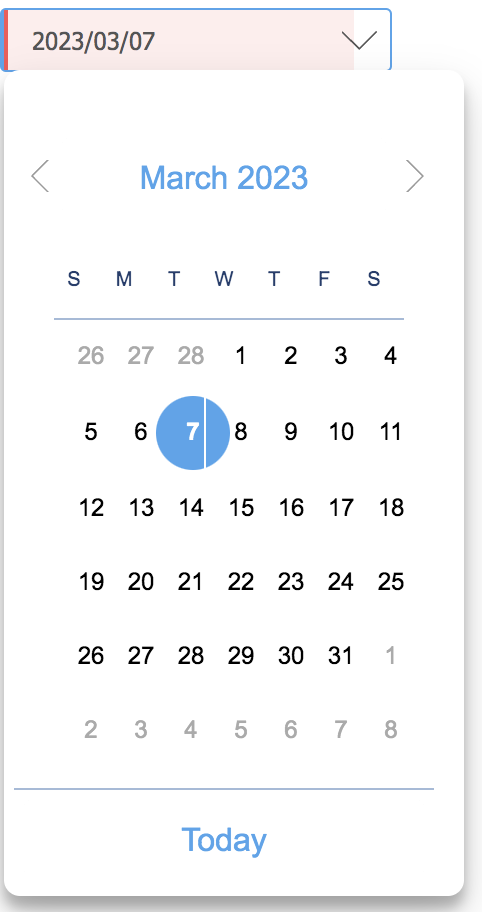 2023/03/07
March 2023
S M T W T F S
26 27 28 1 2 3 4
5 6 7 8 9 10 11
12 13 14 15 16 17 18
19 20 21 22 23 24 25
26 27 28 29 30 31 1
2 3 4 5 6 7 8
Today